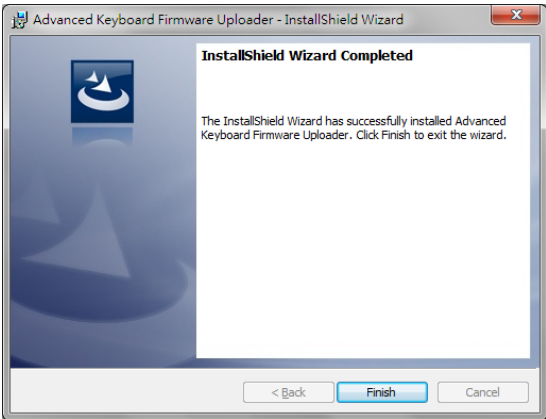 Advanced Keyboard Firmware Uploader - InstallShield Wizard
InstallShield Wizard Completed
The InstallShield Wizard has successfully installed Advanced
Keyboard Firmware Uploader. Click Finish to exit the wizard.
< Back Finish Cancel